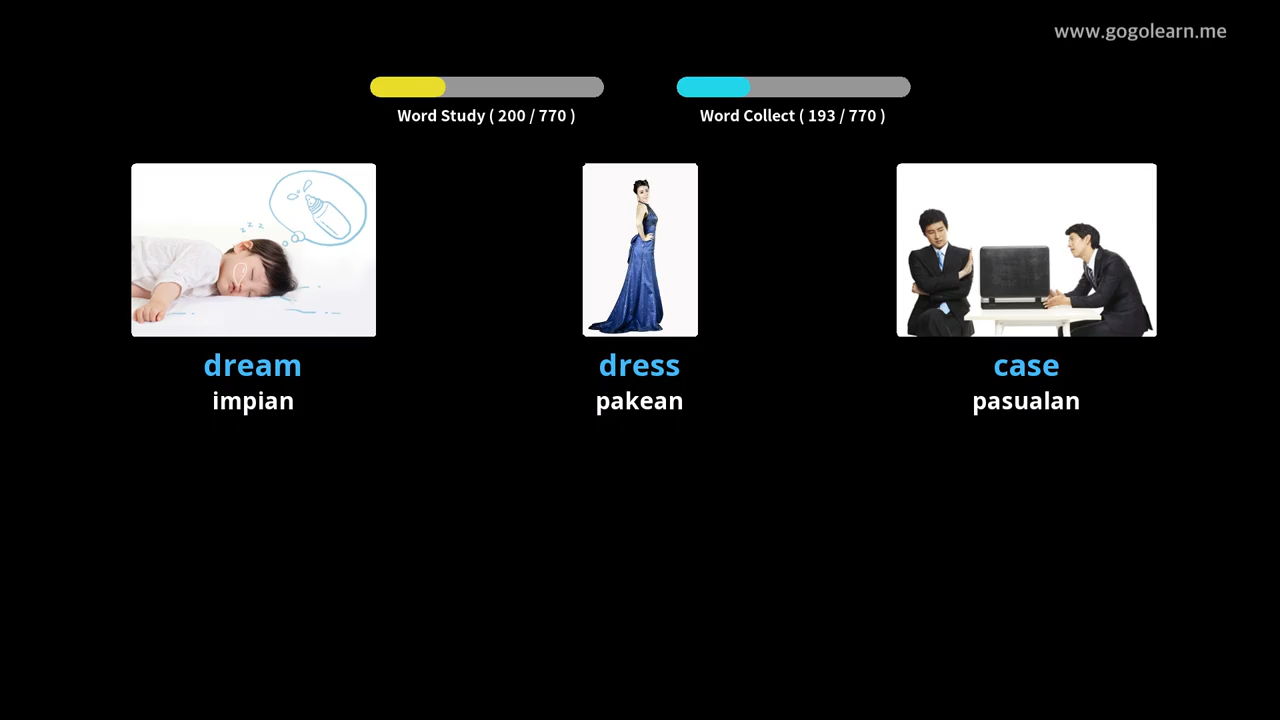 www.gogolearn.me
Word Study ( 200 / 770 )
Word Collect ( 193 / 770 )
z z z
dream
impian
dress
pakean
case
pasualan